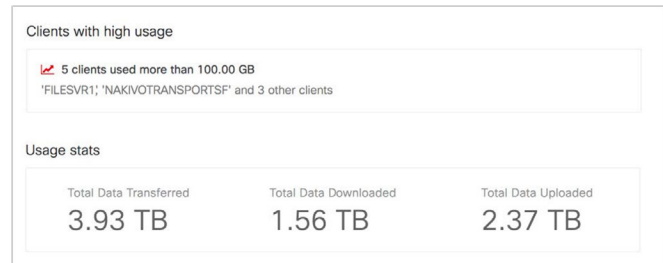 Clients with high usage
5 clients used more than 100.00 GB
'FILESVR1', 'NAKIVOTRANSPORTSF' and 3 other clients
Usage stats
Total Data Transferred
3.93 TB
Total Data Downloaded
1.56 TB
Total Data Uploaded
2.37 TB